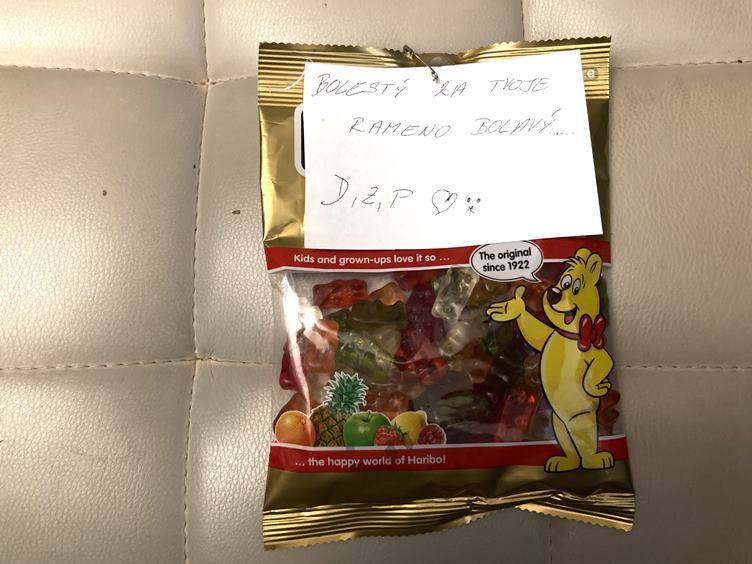 BOLESTÝ ZA TVOJE
RAMENO BOLAVÝ.....
D, Z, P
Kids and grown-ups love it so ...
The original
since 1922
... the happy world of Haribo!